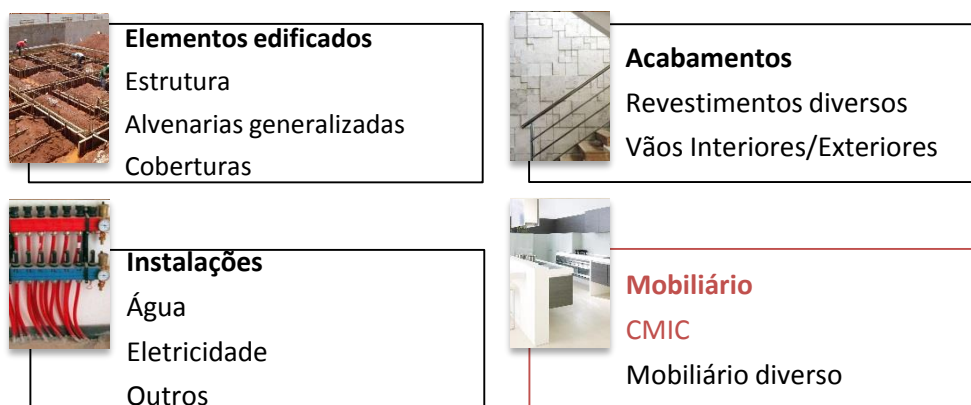 Elementos edificados
Estrutura
Alvenarias generalizadas
Coberturas
Acabamentos
Revestimentos diversos
Vãos Interiores/Exteriores
Instalações
Água
Eletricidade
Outros
Mobiliário
CMIC
Mobiliário diverso